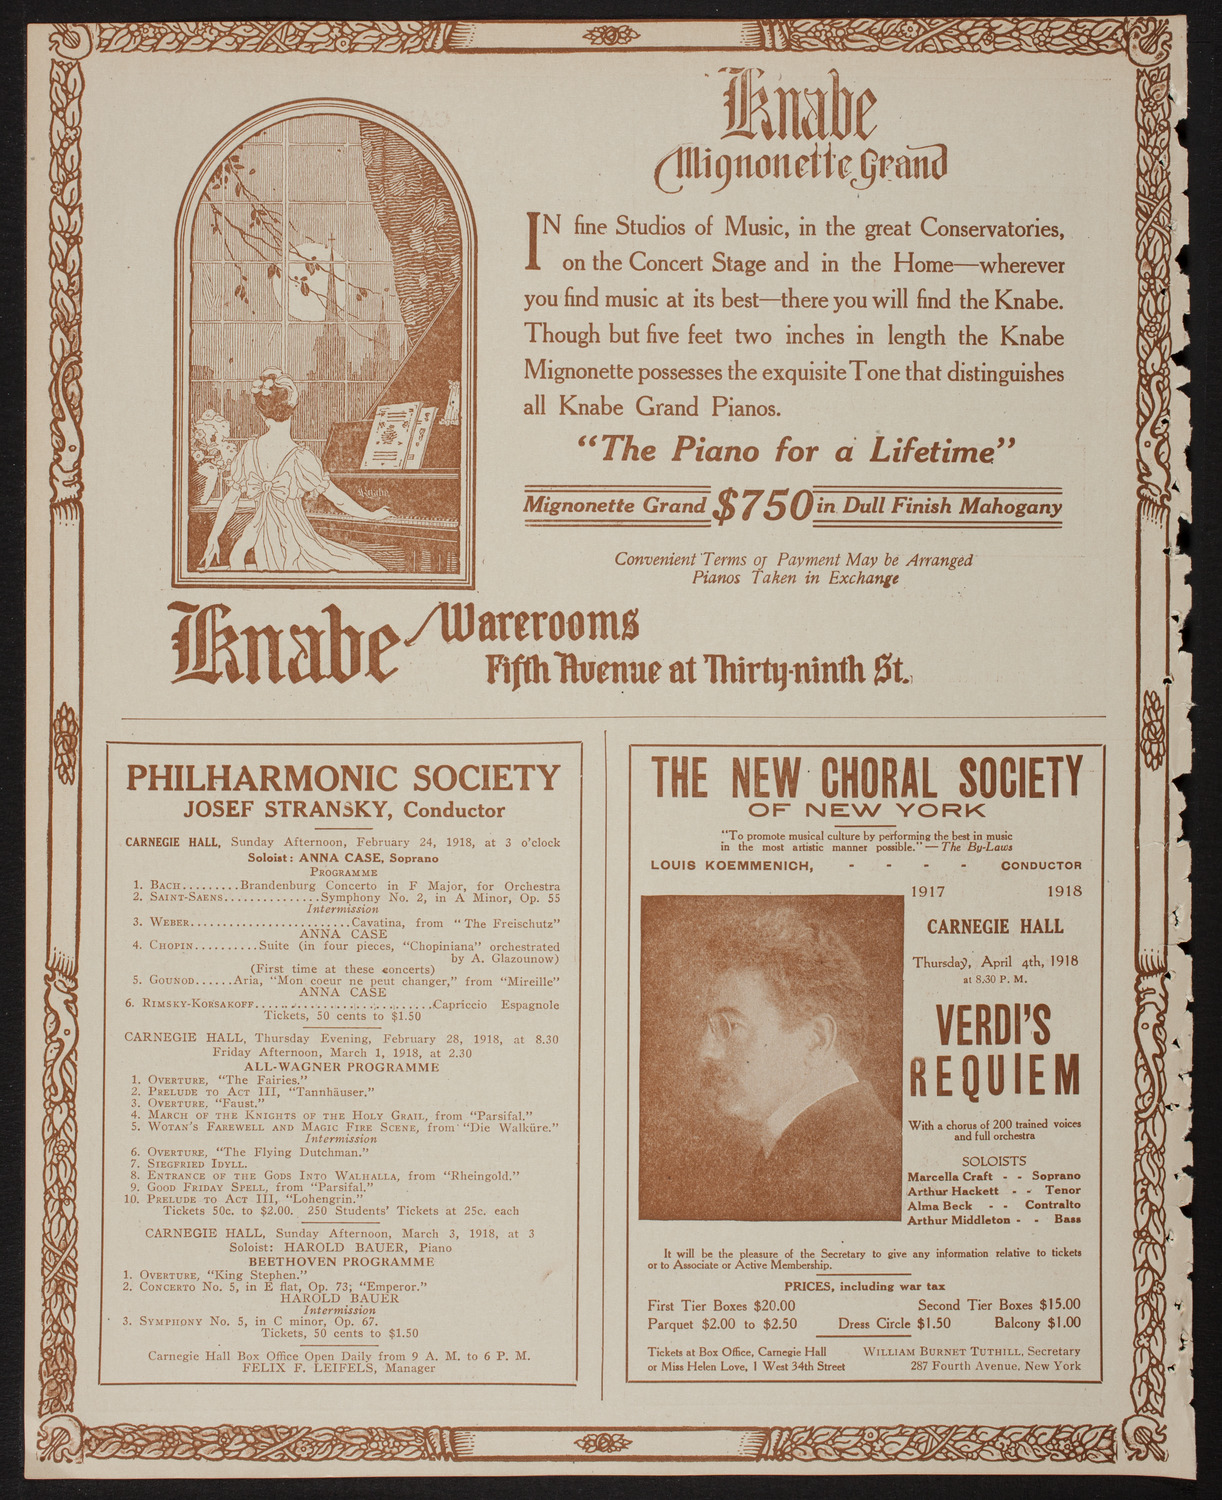 Knabe
Mignonette Grand
IN fine Studios of Music, in the great Conservatories,
on the Concert Stage and in the Home—wherever
you find music at its best—there you will find the Knabe.
Though but five feet two inches in length the Knabe
Mignonette possesses the exquisite Tone that distinguishes
all Knabe Grand Pianos.
"The Piano for a Lifetime"
Mignonette Grand $750 in Dull Finish Mahogany
Convenient Terms of Payment May be Arranged
Pianos Taken in Exchange
Knabe
Knabe Warerooms
Fifth Avenue at Thirty-ninth St.
PHILHARMONIC SOCIETY
JOSEF STRANSKY, Conductor
CARNEGIE HALL, Sunday Afternoon, February 24, 1918, at 3 o'clock
Soloist: ANNA CASE, Soprano
PROGRAMME
1. BACH.........Brandenburg Concerto in F Major, for Orchestra
2. SAINT-SAENS...............Symphony No. 2, in A Minor, Op. 55
Intermission
3. WEBER.........................Cavatina, from "The Freischutz"
ANNA CASE
4. CHOPIN..........Suite (in four pieces, "Chopiniana" orchestrated
by A. Glazounow)
(First time at these concerts)
5. GOUNOD......Aria, "Mon coeur ne peut changer," from "Mireille"
ANNA CASE
6. RIMSKY-KORSAKOFF............................Capriccio Espagnole
Tickets, 50 cents to $1.50
CARNEGIE HALL, Thursday Evening, February 28, 1918, at 8.30
Friday Afternoon, March 1, 1918, at 2.30
ALL-WAGNER PROGRAMME
1. OVERTURE, "The Fairies."
2. PRELUDE TO ACT III, "Tannhäuser."
3. OVERTURE, "Faust."
4. MARCH OF THE KNIGHTS OF THE HOLY GRAIL, from "Parsifal."
5. WOTAN'S FAREWELL AND MAGIC FIRE SCENE, from "Die Walküre."
Intermission
6. OVERTURE, "The Flying Dutchman."
7. SIEGFRIED IDYLL.
8. ENTRANCE OF THE GODS INTO WALHALLA, from "Rheingold."
9. GOOD FRIDAY SPELL, from "Parsifal."
10. PRELUDE TO ACT III, "Lohengrin."
Tickets 50c. to $2.00. 250 Students' Tickets at 25c. each
CARNEGIE HALL, Sunday Afternoon, March 3, 1918, at 3
Soloist: HAROLD BAUER, Piano
BEETHOVEN PROGRAMME
1. OVERTURE, "King Stephen."
2. CONCERTO No. 5, in E flat, Op. 73; "Emperor."
HAROLD BAUER
Intermission
3. SYMPHONY No. 5, in C minor, Op. 67.
Tickets, 50 cents to $1.50
Carnegie Hall Box Office Open Daily from 9 A. M. to 6 P. M.
FELIX F. LEIFELS, Manager
THE NEW CHORAL SOCIETY
OF NEW YORK
"To promote musical culture by performing the best in music
in the most artistic manner possible."—The By-Laws
LOUIS KOEMMENICH, - - - - CONDUCTOR
1917 1918
CARNEGIE HALL
Thursday, April 4th, 1918
at 8.30 P. M.
VERDI'S
REQUIEM
With a chorus of 200 trained voices
and full orchestra
SOLOISTS
Marcella Craft - - Soprano
Arthur Hackett - - Tenor
Alma Beck - - Contralto
Arthur Middleton - - Bass
It will be the pleasure of the Secretary to give any information relative to tickets
or to Associate or Active Membership.
PRICES, including war tax
First Tier Boxes $20.00 Second Tier Boxes $15.00
Parquet $2.00 to $2.50 Dress Circle $1.50 Balcony $1.00
Tickets at Box Office, Carnegie Hall WILLIAM BURNET TUTHILL, Secretary
or Miss Helen Love, 1 West 34th Street 287 Fourth Avenue, New York